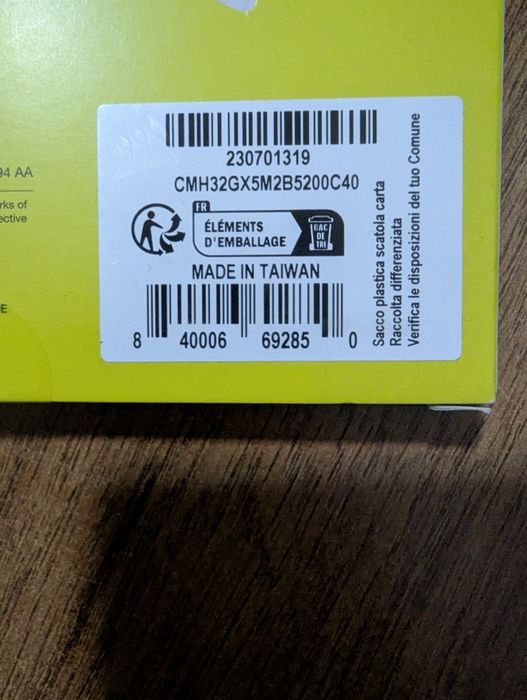 94 AA
rks of
ective
E
230701319
CMH32GX5M2B5200C40
FR
ÉLÉMENTS
D'EMBALLAGE
BAC
DE
TRI
MADE IN TAIWAN
8 40006 69285 0
Sacco plastica scatola carta
Raccolta differenziata
Verifica le disposizioni del tuo Comune